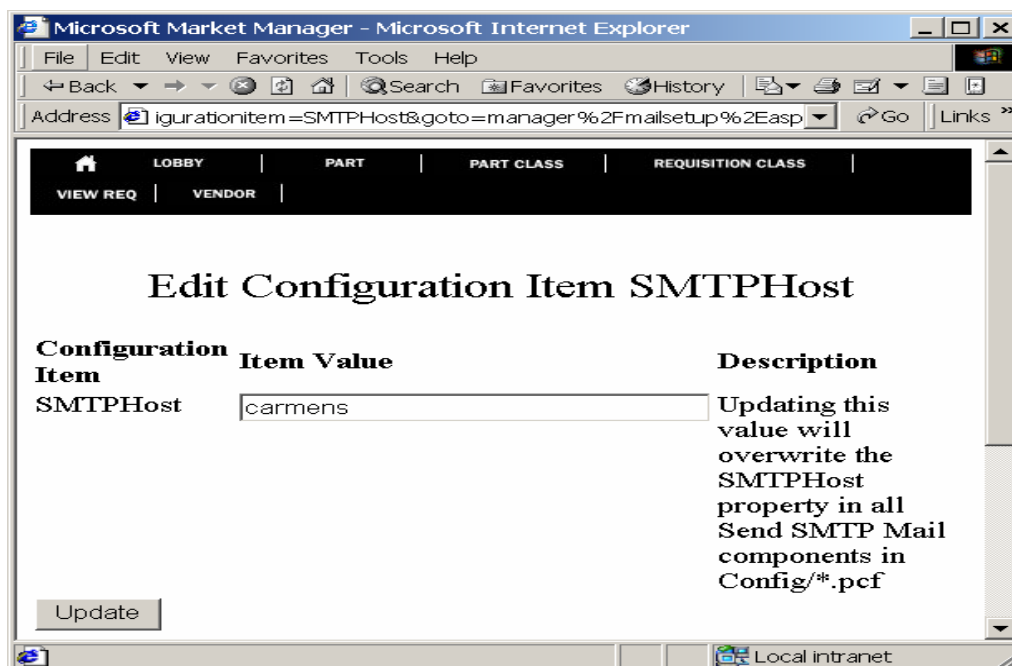 Microsoft Market Manager - Microsoft Internet Explorer
File Edit View Favorites Tools Help
Back Search Favorites History
Address igurationitem=SMTPHost&goto=manager%2Fmailsetup%2Easp Go Links »
LOBBY | PART | PART CLASS | REQUISITION CLASS |
VIEW REQ | VENDOR |
Edit Configuration Item SMTPHost
Configuration
Item
Item Value
Description
SMTPHost
carmens
Updating this
value will
overwrite the
SMTPHost
property in all
Send SMTP Mail
components in
Config/*.pcf
Update
Local intranet